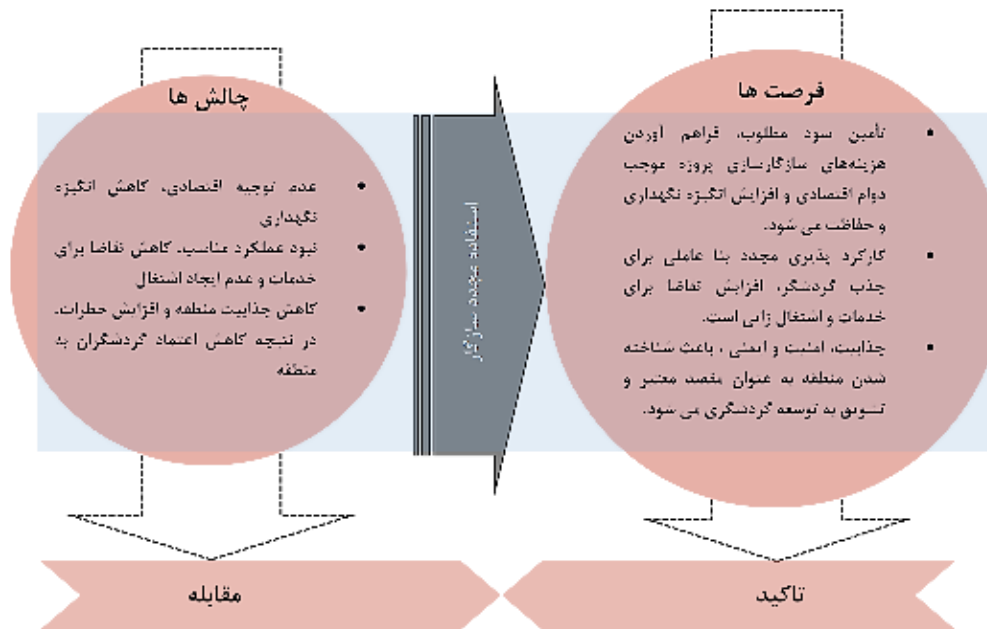 فرصت ها
تأمین سود مطلوب، فراهم آوردن
هزینه‌های سازگارسازی پروژه موجب
دوام اقتصادی و افزایش انگیزه نگهداری
و حفاظت می شود.
کارکرد پذیری مجدد بنا عاملی برای
جذب گردشگر، افزایش تقاضا برای
خدمات و اشتغال زایی است.
جذابیت، امنیت و ایمنی ، باعث شناخته
شدن منطقه به عنوان مقصد معتبر و
تشویق به توسعه گردشگری می شود.
استفاده مجدد سازگار
چالش ها
عدم توجیه اقتصادی، کاهش انگیزه
نگهداری
نبود عملکرد مناسب، کاهش تقاضا برای
خدمات و عدم ایجاد اشتغال
کاهش جذابیت منطقه و افزایش خطرات،
در نتیجه کاهش اعتماد گردشگران به
منطقه
تاکید
مقابله